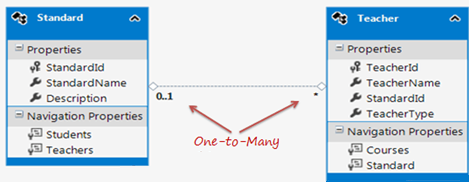 Standard
Properties
StandardId
StandardName
Description
Navigation Properties
Students
Teachers
0..1
*
One-to-Many
Teacher
Properties
TeacherId
TeacherName
StandardId
TeacherType
Navigation Properties
Courses
Standard